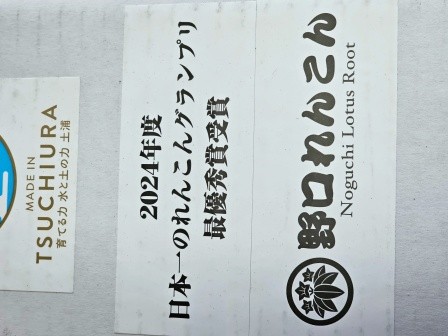 MADE IN
TSUCHIURA
育てる力 水と土の力 土浦
2024年度
日本一のれんこんグランプリ
最優秀賞受賞
野口れんこん
Noguchi Lotus Root